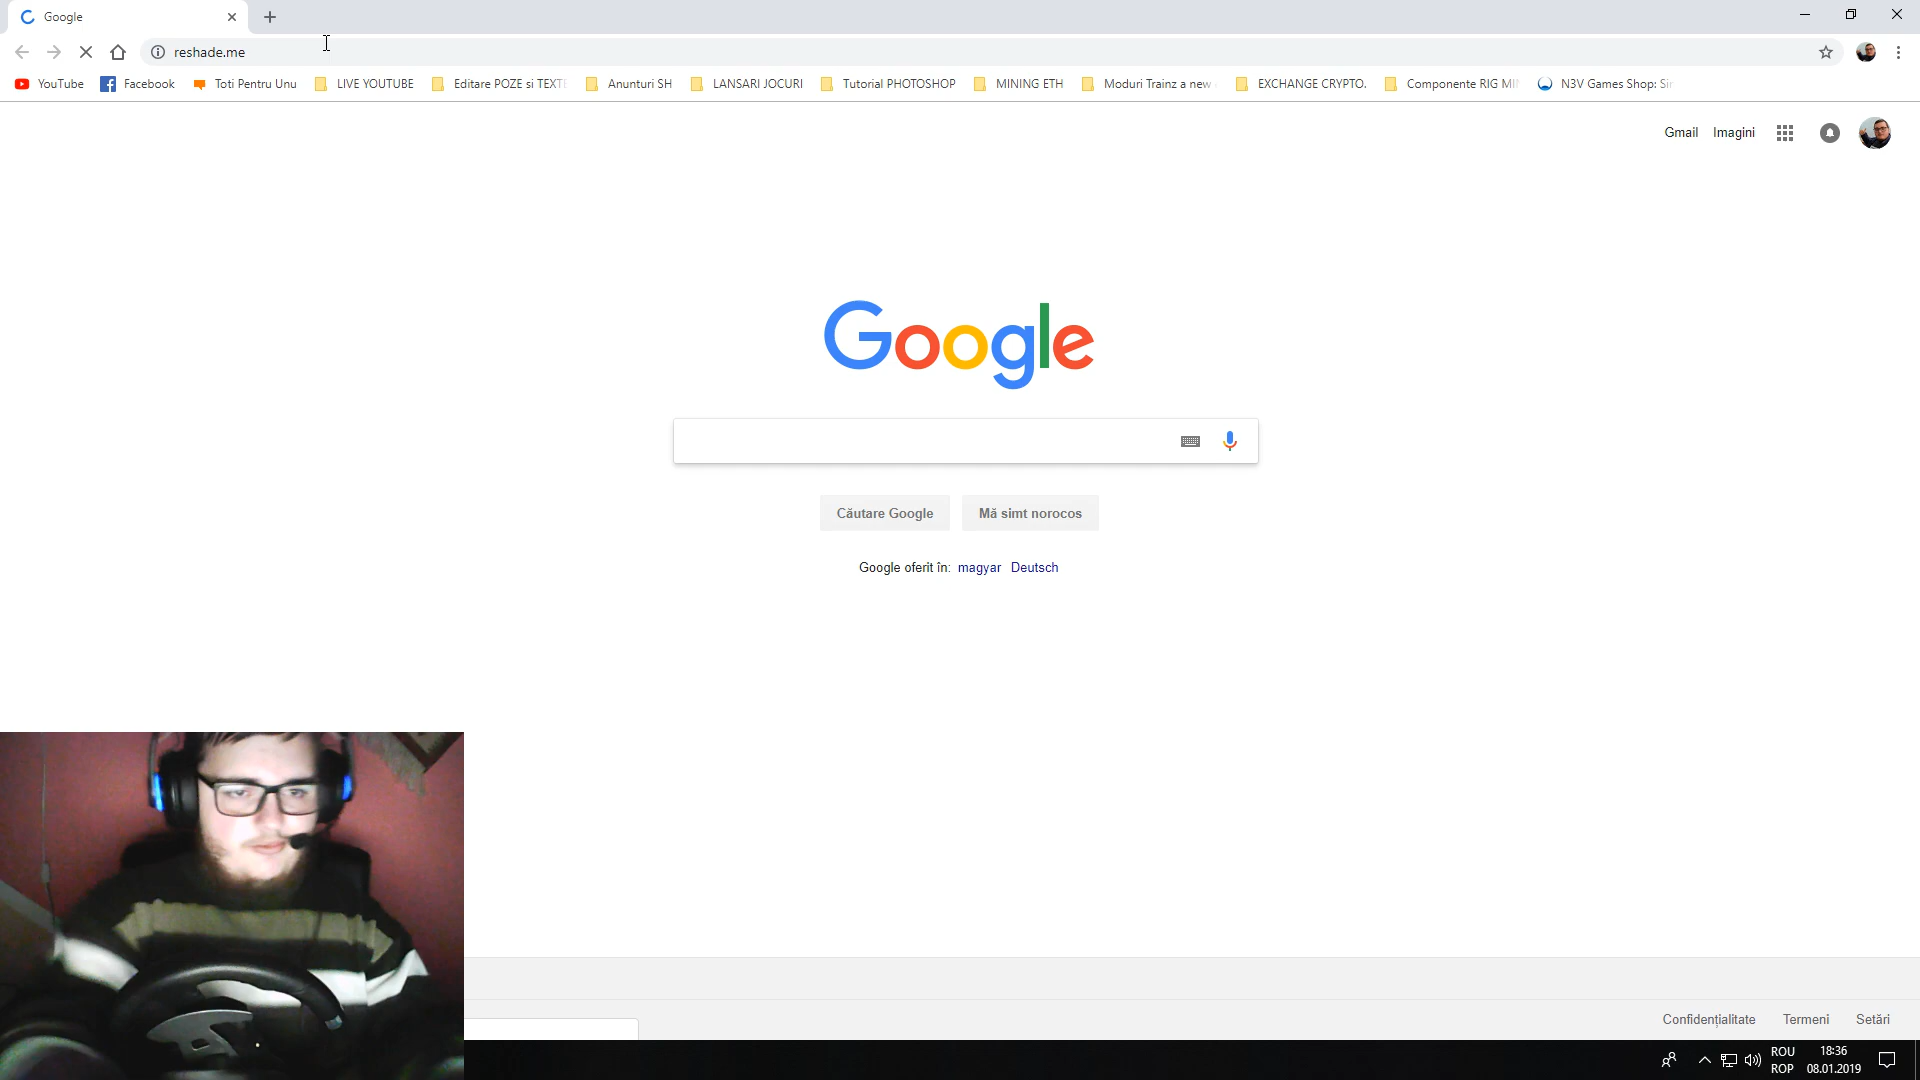 Google
reshade.me
YouTube Facebook Toti Pentru Unu LIVE YOUTUBE Editare POZE si TEXTE Anunturi SH LANSARI JOCURI Tutorial PHOTOSHOP MINING ETH Moduri Trainz a new EXCHANGE CRYPTO. Componente RIG MI N3V Games Shop: Sir
Gmail Imagini
Google
Căutare Google Mă simt norocos
Google oferit în: magyar Deutsch
Confidențialitate Termeni Setări
ROU 18:36
ROP 08.01.2019